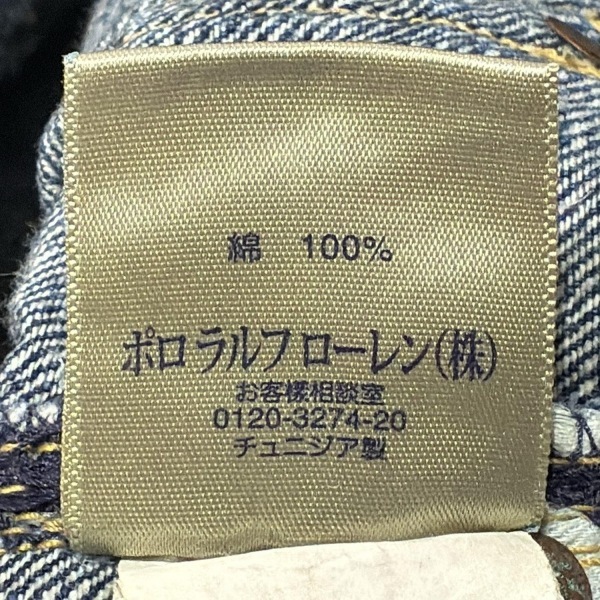 綿 100%
ポロ ラルフ ローレン(株)
お客様相談室
0120-3274-20
チュニジア製